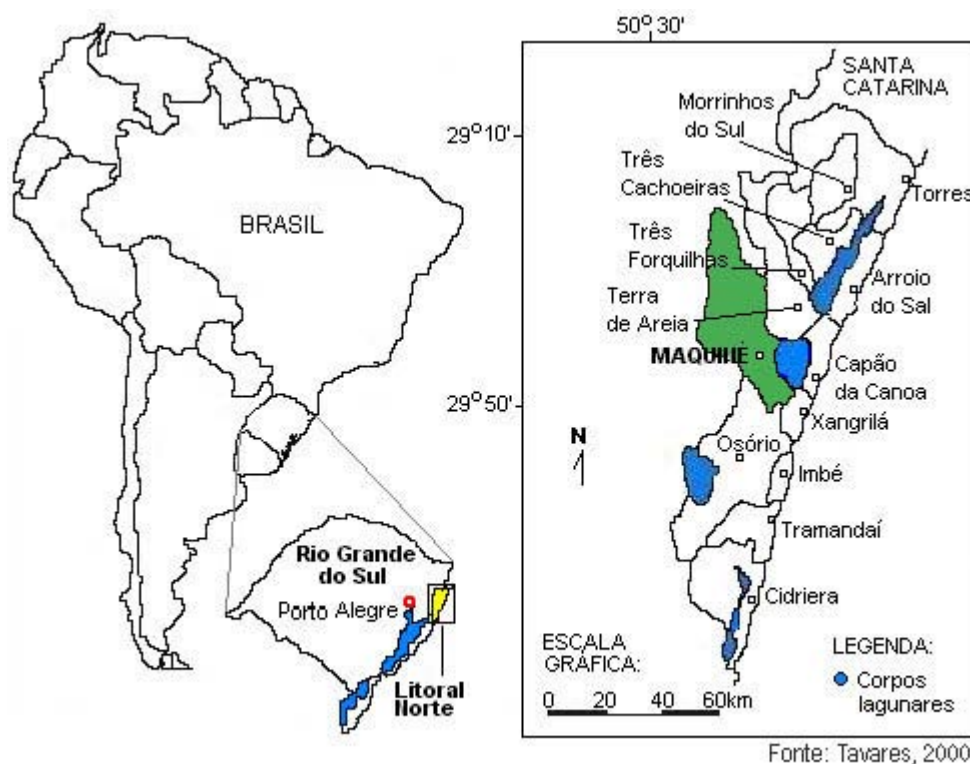 BRASIL
Rio Grande
do Sul
Porto Alegre
Litoral
Norte
50° 30'
29° 10'
29° 50'
SANTA
CATARINA
Morrinhos
do Sul
Três
Cachoeiras
Torres
Três
Forquilhas
Arroio
do Sal
Terra
de Areia
MAQUINÉ
Capão
da Canoa
Xangrilá
N
Osório
Imbé
Tramandaí
Cidriera
ESCALA
GRÁFICA:
0 20 40 60km
LEGENDA:
Corpos
lagunares
Fonte: Tavares, 2000